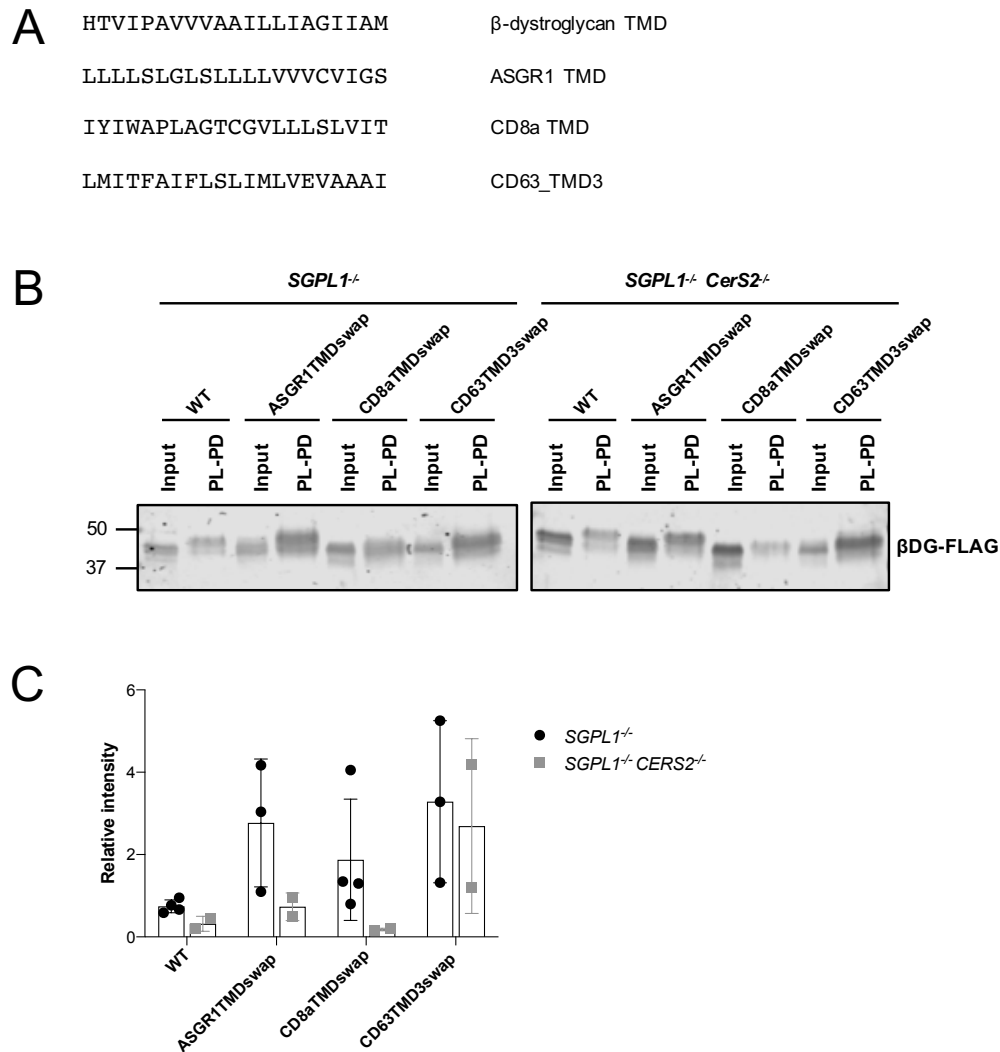 A
HTVIPAVVVAAILLIAGIIAM β-dystroglycan TMD
LLLLSLGLSLLLLVVVCVIGS ASGR1 TMD
IYIWAPLAGTCGVLLLSLVIT CD8a TMD
LMITFAIFLSLIMLVEVAAAI CD63_TMD3
B
SGPL1-/- SGPL1-/- CerS2-/-
WT ASGR1TMDswap CD8aTMDswap CD63TMD3swap WT ASGR1TMDswap CD8aTMDswap CD63TMD3swap
Input PL-PD Input PL-PD Input PL-PD Input PL-PD Input PL-PD Input PL-PD Input PL-PD Input PL-PD
50
37
βDG-FLAG
C
Relative intensity
6
4
2
0
WT ASGR1TMDswap CD8aTMDswap CD63TMD3swap
SGPL1-/-
SGPL1-/- CERS2-/-